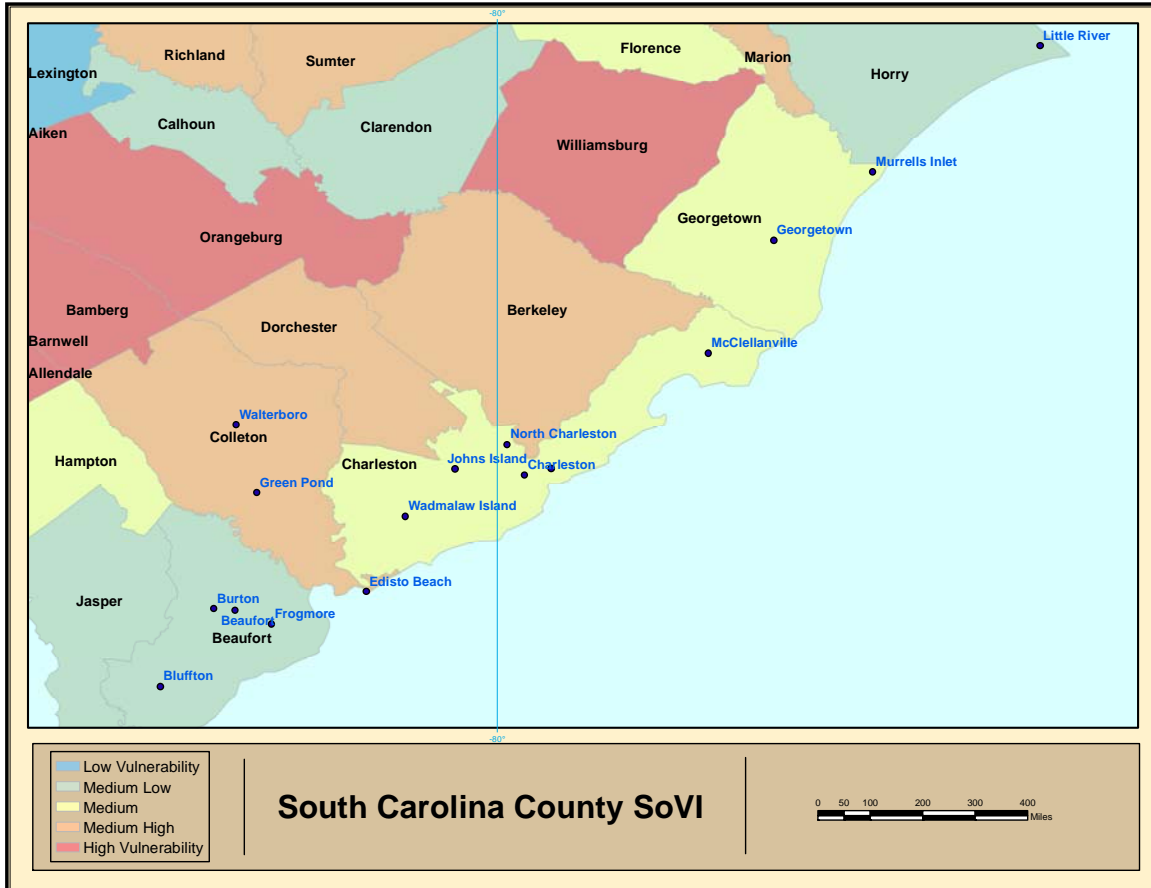 -80°
Little River
Florence
Richland
Marion
Sumter
Lexington
Horry
Calhoun
Clarendon
Aiken
Williamsburg
Murrells Inlet
Georgetown
Georgetown
Orangeburg
Bamberg
Berkeley
Dorchester
Barnwell
McClellanville
Allendale
Walterboro
Colleton
North Charleston
Hampton
Charleston
Johns Island
Charleston
Green Pond
Wadmalaw Island
Edisto Beach
Jasper
Burton
Frogmore
Beaufort
Beaufort
Bluffton
-80°
Low Vulnerability
Medium Low
Medium
Medium High
High Vulnerability
South Carolina County SoVI
0 50 100 200 300 400
Miles